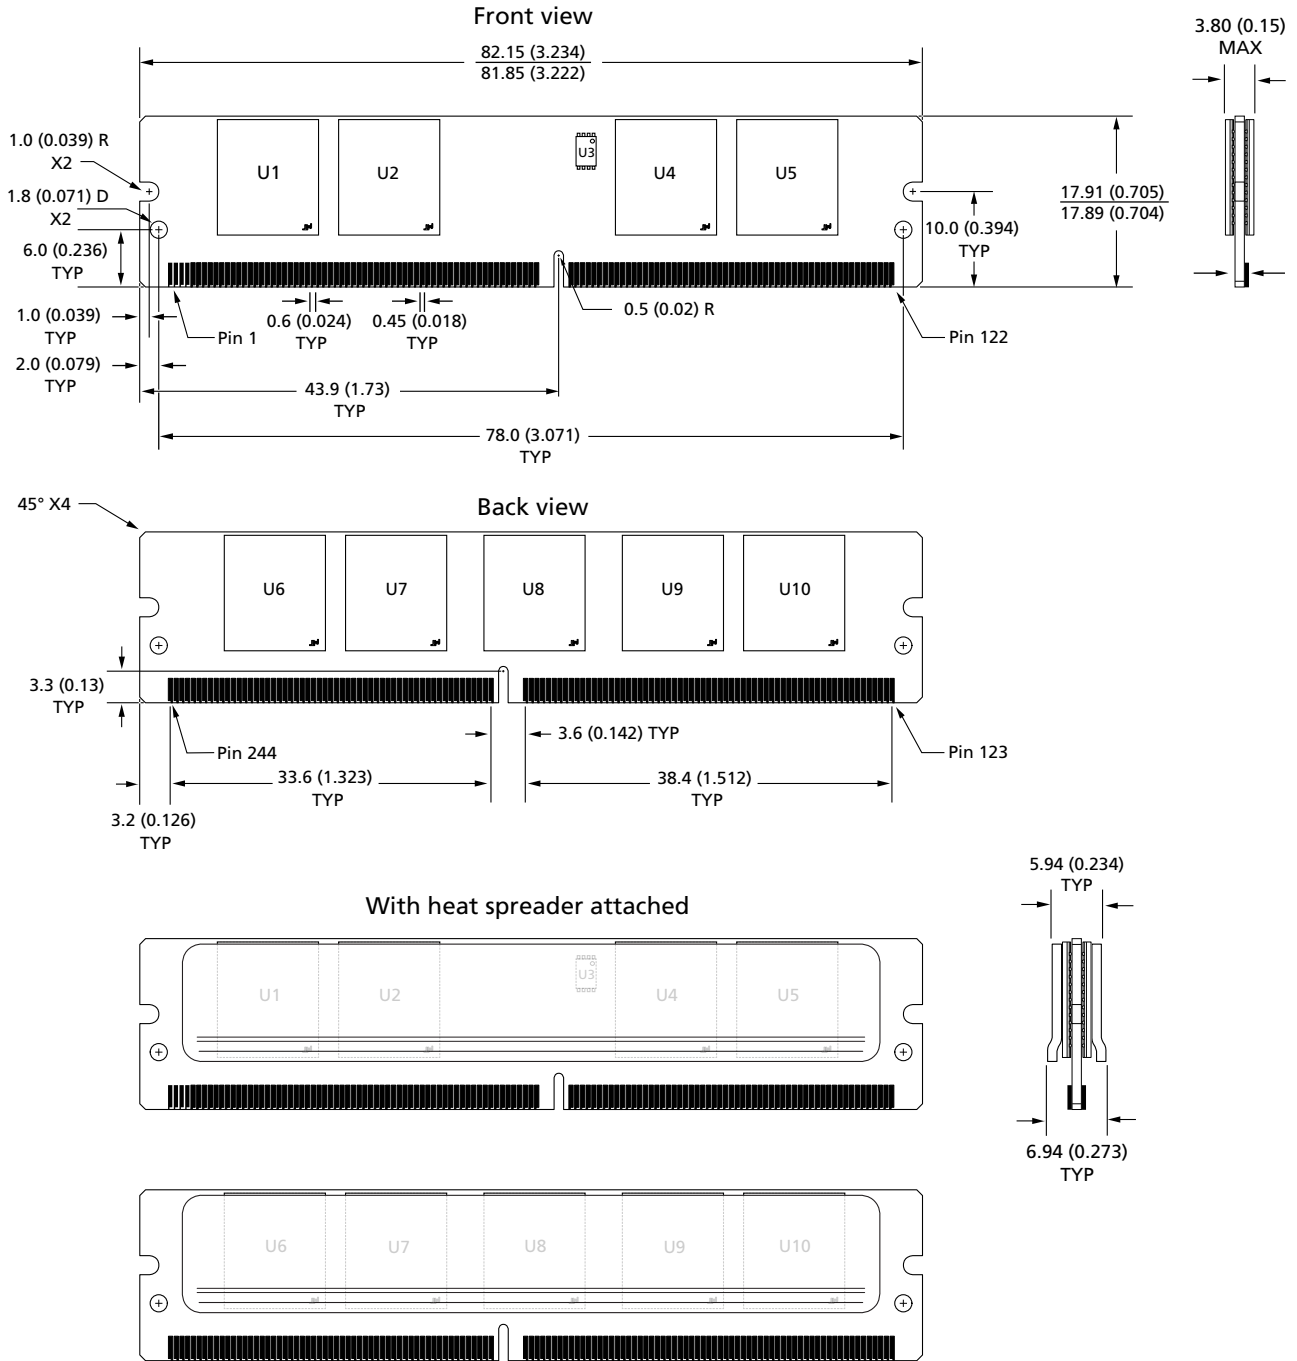 Front view
82.15 (3.234)
81.85 (3.222)
3.80 (0.15)
MAX
1.0 (0.039) R
X2
1.8 (0.071) D
X2
6.0 (0.236)
TYP
U1
U2
U3
U4
U5
17.91 (0.705)
17.89 (0.704)
10.0 (0.394)
TYP
1.0 (0.039)
TYP
Pin 1
0.6 (0.024)
TYP
0.45 (0.018)
TYP
0.5 (0.02) R
Pin 122
2.0 (0.079)
TYP
43.9 (1.73)
TYP
78.0 (3.071)
TYP
45° X4
Back view
U6
U7
U8
U9
U10
3.3 (0.13)
TYP
Pin 244
3.6 (0.142) TYP
Pin 123
33.6 (1.323)
TYP
38.4 (1.512)
TYP
3.2 (0.126)
TYP
With heat spreader attached
5.94 (0.234)
TYP
U1
U2
U3
U4
U5
6.94 (0.273)
TYP
U6
U7
U8
U9
U10